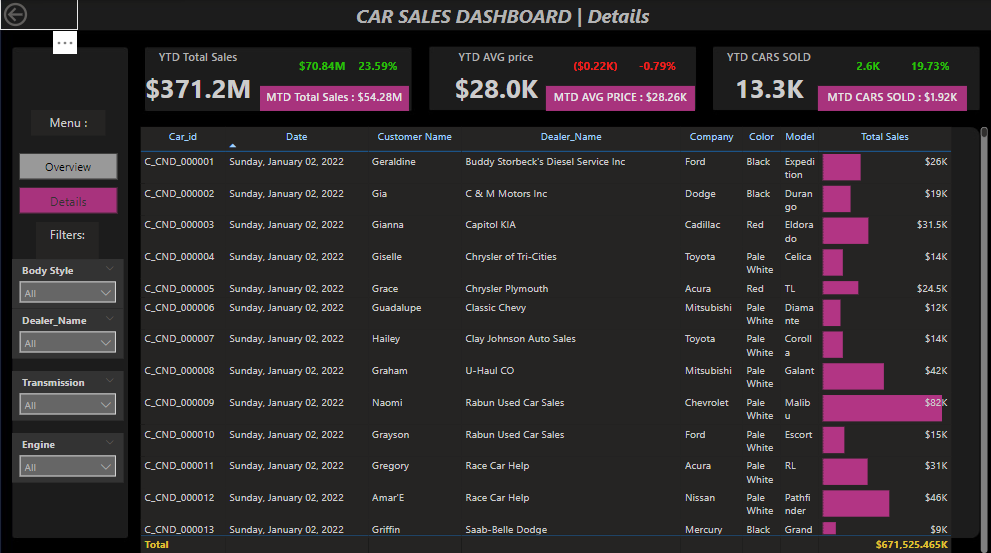 CAR SALES DASHBOARD | Details
...
YTD Total Sales
$371.2M
$70.84M 23.59%
MTD Total Sales : $54.28M
YTD AVG price
$28.0K
($0.22K) -0.79%
MTD AVG PRICE : $28.26K
YTD CARS SOLD
13.3K
2.6K 19.73%
MTD CARS SOLD : $1.92K
Menu :
Overview
Details
Filters:
Body Style
All
Dealer_Name
All
Transmission
All
Engine
All
Car_id Date Customer Name Dealer_Name Company Color Model Total Sales
C_CND_000001 Sunday, January 02, 2022 Geraldine Buddy Storbeck's Diesel Service Inc Ford Black Expedi $26K
tion
C_CND_000002 Sunday, January 02, 2022 Gia C & M Motors Inc Dodge Black Duran $19K
go
C_CND_000003 Sunday, January 02, 2022 Gianna Capitol KIA Cadillac Red Eldora $31.5K
do
C_CND_000004 Sunday, January 02, 2022 Giselle Chrysler of Tri-Cities Toyota Pale Celica $14K
White
C_CND_000005 Sunday, January 02, 2022 Grace Chrysler Plymouth Acura Red TL $24.5K
C_CND_000006 Sunday, January 02, 2022 Guadalupe Classic Chevy Mitsubishi Pale Diama $12K
White nte
C_CND_000007 Sunday, January 02, 2022 Hailey Clay Johnson Auto Sales Toyota Pale Coroll $14K
White a
C_CND_000008 Sunday, January 02, 2022 Graham U-Haul CO Mitsubishi Pale Galant $42K
White
C_CND_000009 Sunday, January 02, 2022 Naomi Rabun Used Car Sales Chevrolet Pale Malib $82K
White u
C_CND_000010 Sunday, January 02, 2022 Grayson Rabun Used Car Sales Ford Pale Escort $15K
White
C_CND_000011 Sunday, January 02, 2022 Gregory Race Car Help Acura Pale RL $31K
White
C_CND_000012 Sunday, January 02, 2022 Amar'E Race Car Help Nissan Pale Pathfi $46K
White nder
C_CND_000013 Sunday, January 02, 2022 Griffin Saab-Belle Dodge Mercury Black Grand $9K
Total $671,525.465K